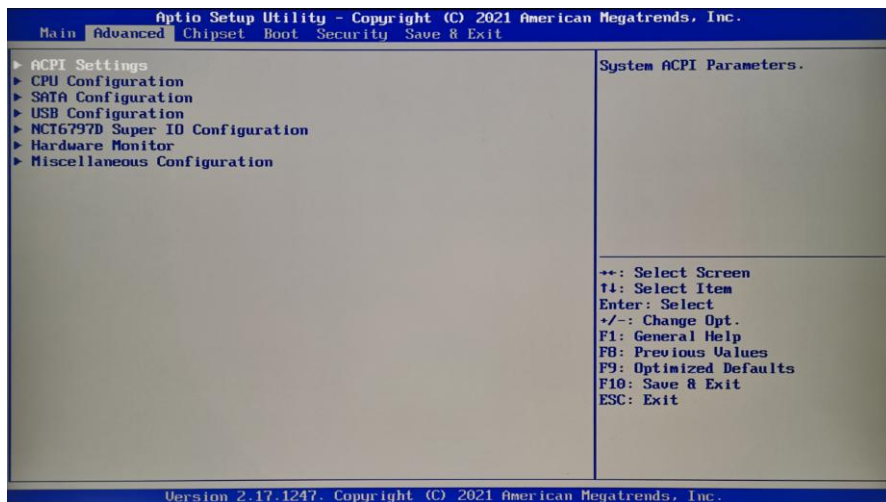 Aptio Setup Utility - Copyright (C) 2021 American Megatrends, Inc.
Main Advanced Chipset Boot Security Save & Exit
► ACPI Settings
► CPU Configuration
► SATA Configuration
► USB Configuration
► NCT6797D Super IO Configuration
► Hardware Monitor
► Miscellaneous Configuration
System ACPI Parameters.
→←: Select Screen
↑↓: Select Item
Enter: Select
+/-: Change Opt.
F1: General Help
F8: Previous Values
F9: Optimized Defaults
F10: Save & Exit
ESC: Exit
Version 2.17.1247. Copyright (C) 2021 American Megatrends, Inc.